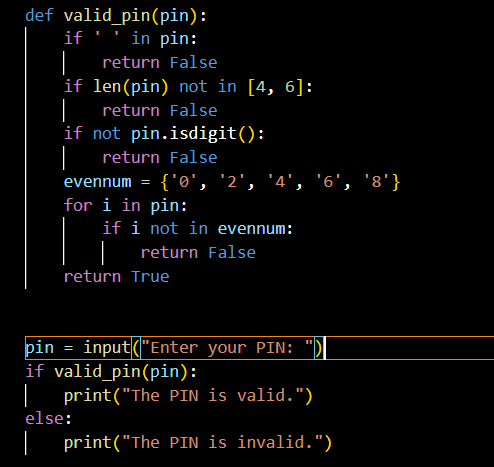 def valid_pin(pin):
    if ' ' in pin:
        return False
    if len(pin) not in [4, 6]:
        return False
    if not pin.isdigit():
        return False
    evennum = {'0', '2', '4', '6', '8'}
    for i in pin:
        if i not in evennum:
            return False
    return True
pin = input("Enter your PIN: ")
if valid_pin(pin):
    print("The PIN is valid.")
else:
    print("The PIN is invalid.")